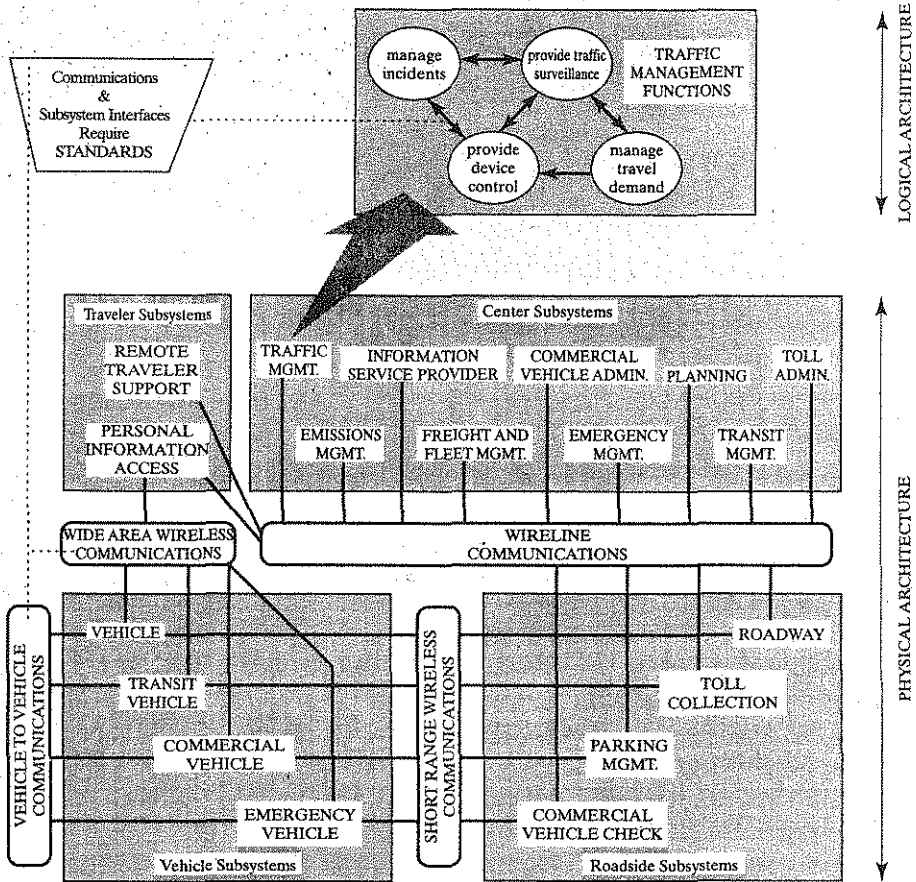 Communications
&
Subsystem Interfaces
Require
STANDARDS
manage
incidents
provide traffic
surveillance
TRAFFIC
MANAGEMENT
FUNCTIONS
provide
device
control
manage
travel
demand
LOGICAL ARCHITECTURE
Traveler Subsystems
REMOTE
TRAVELER
SUPPORT
PERSONAL
INFORMATION
ACCESS
Center Subsystems
TRAFFIC
MGMT.
INFORMATION
SERVICE PROVIDER
COMMERCIAL
VEHICLE ADMIN.
PLANNING
TOLL
ADMIN.
EMISSIONS
MGMT.
FREIGHT AND
FLEET MGMT.
EMERGENCY
MGMT.
TRANSIT
MGMT.
WIDE AREA WIRELESS
COMMUNICATIONS
WIRELINE
COMMUNICATIONS
VEHICLE TO VEHICLE
COMMUNICATIONS
VEHICLE
TRANSIT
VEHICLE
COMMERCIAL
VEHICLE
EMERGENCY
VEHICLE
Vehicle Subsystems
SHORT RANGE WIRELESS
COMMUNICATIONS
ROADWAY
TOLL
COLLECTION
PARKING
MGMT.
COMMERCIAL
VEHICLE CHECK
Roadside Subsystems
PHYSICAL ARCHITECTURE